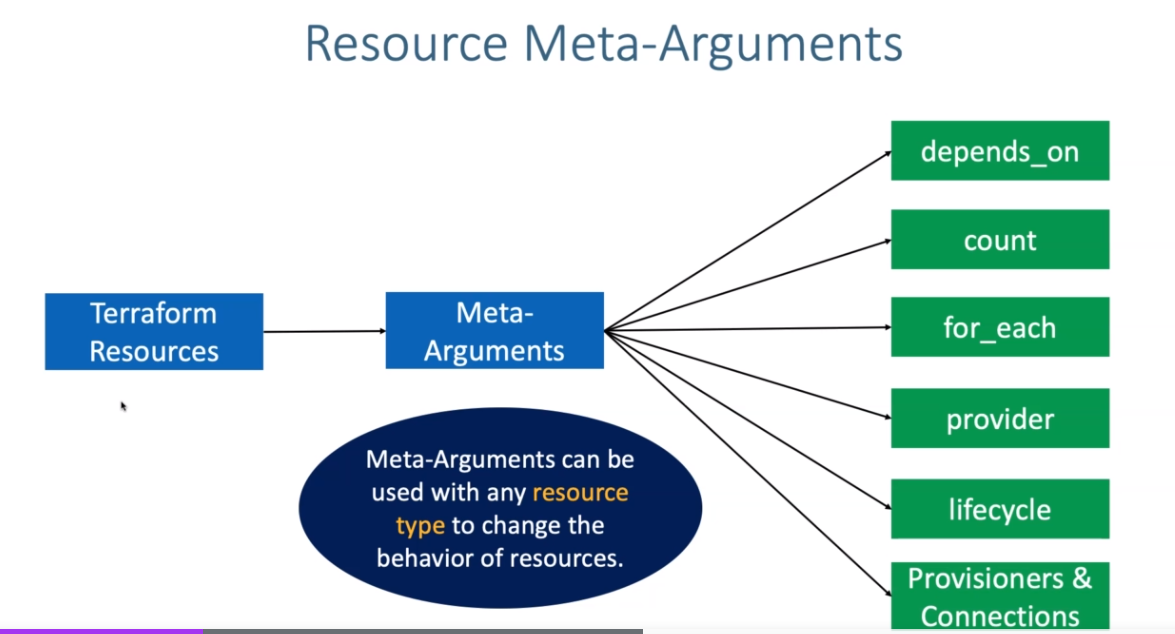 Resource Meta-Arguments
Terraform
Resources
Meta-
Arguments
depends_on
count
for_each
provider
lifecycle
Provisioners &
Connections
Meta-Arguments can be
used with any resource
type to change the
behavior of resources.